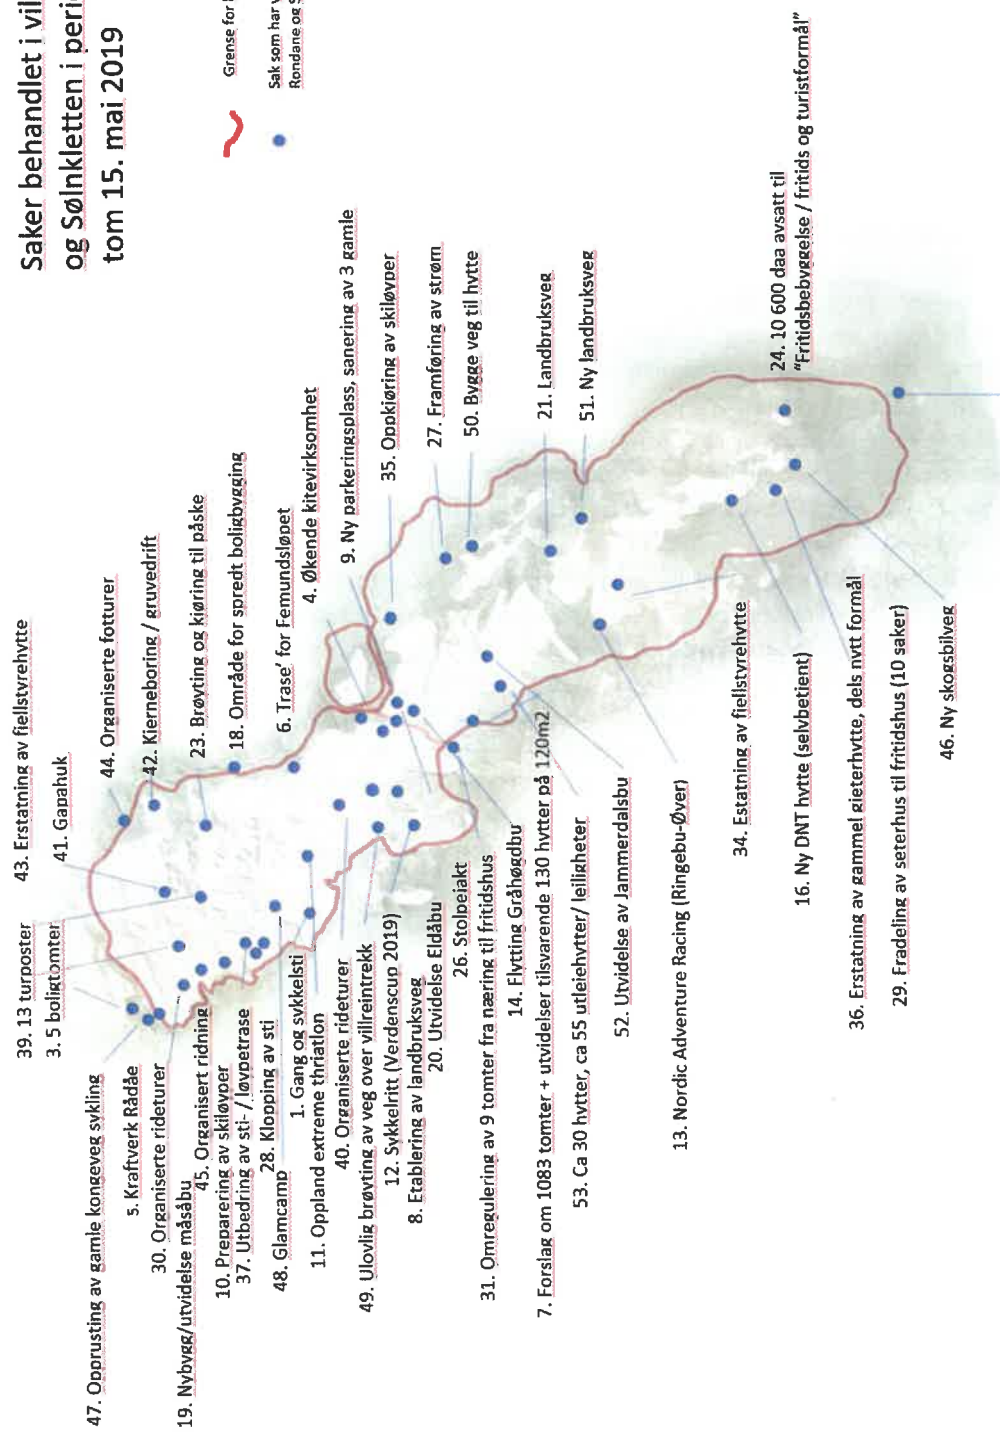 Saker behandlet i
og Sølnkletten i
tom 15. mai 2019
Grense for
Sak som har
Rondane og
43. Erstatning av fjellstyrehytte
44. Organiserte fotturer
41. Gapahuk
42. Kjerneboring / gruvedrift
39. 13 turposter
3. 5 boligtomter
23. Brøyting og kjøring til påske
18. Område for spredt boligbygging
6. Trase' for Femundsløpet
4. Økende kitevirksomhet
9. Ny parkeringsplass, sanering av 3 gamle
35. Oppkjøring av skiløyper
27. Framføring av strøm
50. Bygge veg til hytte
21. Landbruksveg
51. Ny landbruksveg
24. 10 600 daa avsatt til
"Fritidsbebyggelse / fritids og turistformål"
47. Opprusting av gamle kongeveg sykling
5. Kraftverk Rådåe
30. Organiserte rideturer
19. Nybygg/utvidelse måsåbu
45. Organisert ridning
10. Preparering av skiløyper
37. Utbedring av sti- / løypetrase
28. Klopping av sti
48. Glamcamp
1. Gang og sykkelsti
11. Oppland extreme thriatlon
40. Organiserte rideturer
49. Ulovlig brøyting av veg over villreintrekk
12. Sykkelritt (Verdenscup 2019)
8. Etablering av landbruksveg
20. Utvidelse Eldåbu
26. Stolpejakt
31. Omregulering av 9 tomter fra næring til fritidshus
14. Flytting Gråhøgdbu
7. Forslag om 1083 tomter + utvidelser tilsvarende 130 hytter på 120m2
53. Ca 30 hytter, ca 55 utleiehytter/ leiligheter
52. Utvidelse av Jammerdalsbu
13. Nordic Adventure Racing (Ringebu-Øyer)
34. Estatning av fjellstyrehytte
16. Ny DNT hytte (selvbetjent)
36. Erstatning av gammel gjeterhytte, dels nytt formål
29. Fradeling av seterhus til fritidshus (10 saker)
46. Ny skogsbilveg